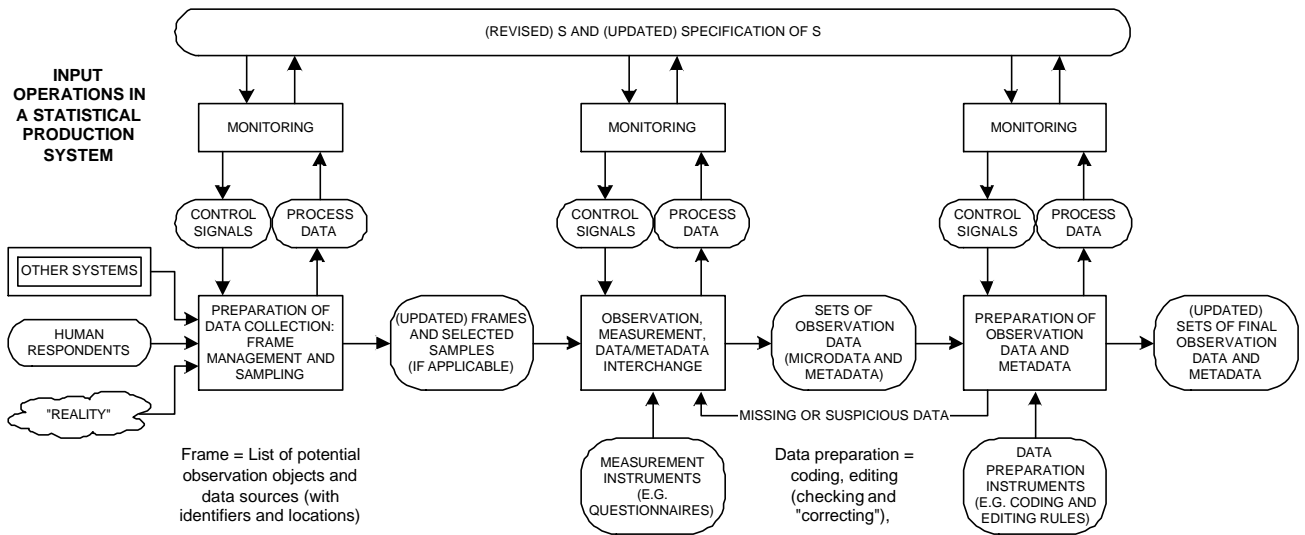 (REVISED) S AND (UPDATED) SPECIFICATION OF S
INPUT
OPERATIONS IN
A STATISTICAL
PRODUCTION
SYSTEM
MONITORING
MONITORING
MONITORING
CONTROL
SIGNALS
PROCESS
DATA
CONTROL
SIGNALS
PROCESS
DATA
CONTROL
SIGNALS
PROCESS
DATA
OTHER SYSTEMS
HUMAN
RESPONDENTS
"REALITY"
PREPARATION OF
DATA COLLECTION:
FRAME
MANAGEMENT AND
SAMPLING
(UPDATED) FRAMES
AND SELECTED
SAMPLES
(IF APPLICABLE)
OBSERVATION,
MEASUREMENT,
DATA/METADATA
INTERCHANGE
SETS OF
OBSERVATION
DATA
(MICRODATA AND
METADATA)
PREPARATION OF
OBSERVATION
DATA AND
METADATA
(UPDATED)
SETS OF FINAL
OBSERVATION
DATA AND
METADATA
MISSING OR SUSPICIOUS DATA
Frame = List of potential
observation objects and
data sources (with
identifiers and locations)
MEASUREMENT
INSTRUMENTS
(E.G.
QUESTIONNAIRES)
Data preparation =
coding, editing
(checking and
"correcting"),
DATA
PREPARATION
INSTRUMENTS
(E.G. CODING AND
EDITING RULES)